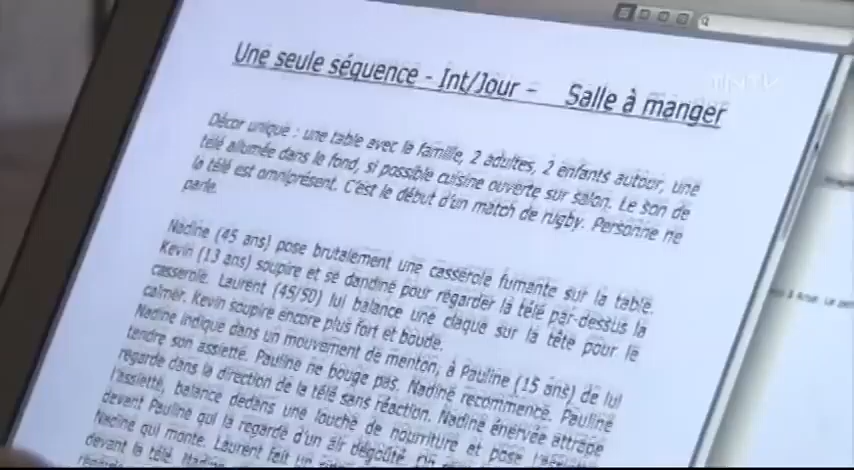 Une seule séquence - Int/Jour - Salle à manger
TNTV
Décor unique : une table avec la famille, 2 adultes, 2 enfants autour, une
télé allumée dans le fond, si possible cuisine ouverte sur salon. Le son de
la télé est omniprésent. C'est le début d'un match de rugby. Personne ne
parle.
Nadine (45 ans) pose brutalement une casserole fumante sur la table.
Kevin (13 ans) soupire et se dandine pour regarder la télé par-dessus la
casserole. Laurent (45/50) lui balance une claque sur la tête pour le
calmer. Kevin soupire encore plus fort et boude.
Nadine indique dans un mouvement de menton, à Pauline (15 ans) de lui
tendre son assiette. Pauline ne bouge pas. Nadine recommence. Pauline
regarde dans la direction de la télé sans réaction. Nadine énervée attrape
l'assiette, balance dedans une louche de nourriture et pose
devant Pauline qui la regarde d'un air dégoûté.
Nadine qui monte. Laurent fait un
devant la télé. Nadine